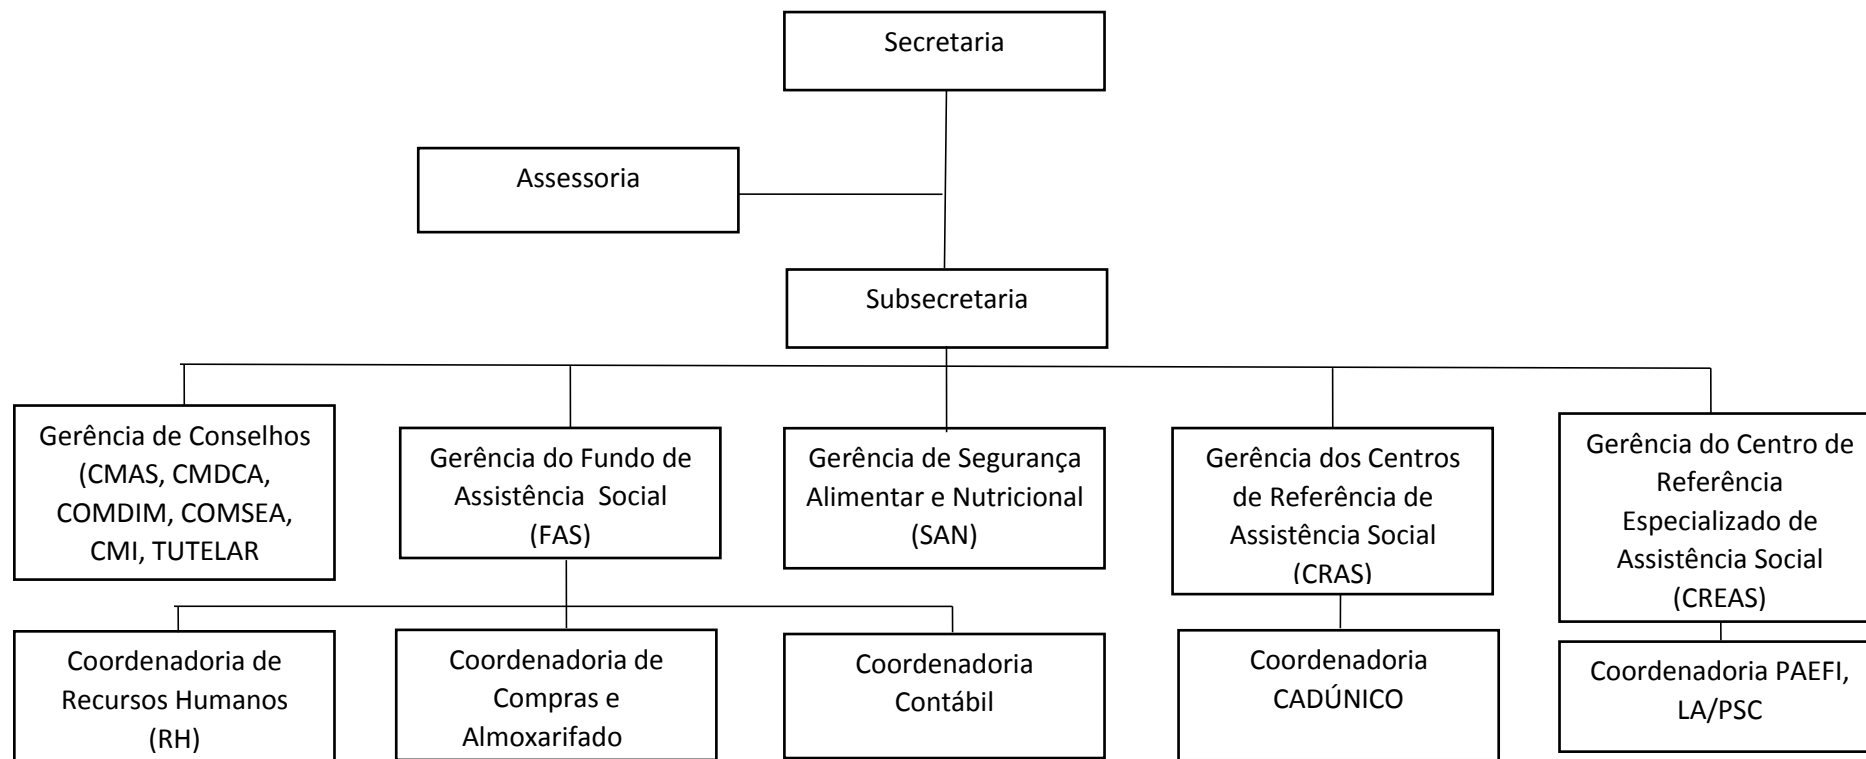 Secretaria
Assessoria
Subsecretaria
Gerência de Conselhos
(CMAS, CMDCA,
COMDIM, COMSEA,
CMI, TUTELAR
Gerência do Fundo de
Assistência Social
(FAS)
Gerência de Segurança
Alimentar e Nutricional
(SAN)
Gerência dos Centros
de Referência de
Assistência Social
(CRAS)
Gerência do Centro de
Referência
Especializado de
Assistência Social
(CREAS)
Coordenadoria de
Recursos Humanos
(RH)
Coordenadoria de
Compras e
Almoxarifado
Coordenadoria
Contábil
Coordenadoria
CADÚNICO
Coordenadoria PAEFI,
LA/PSC